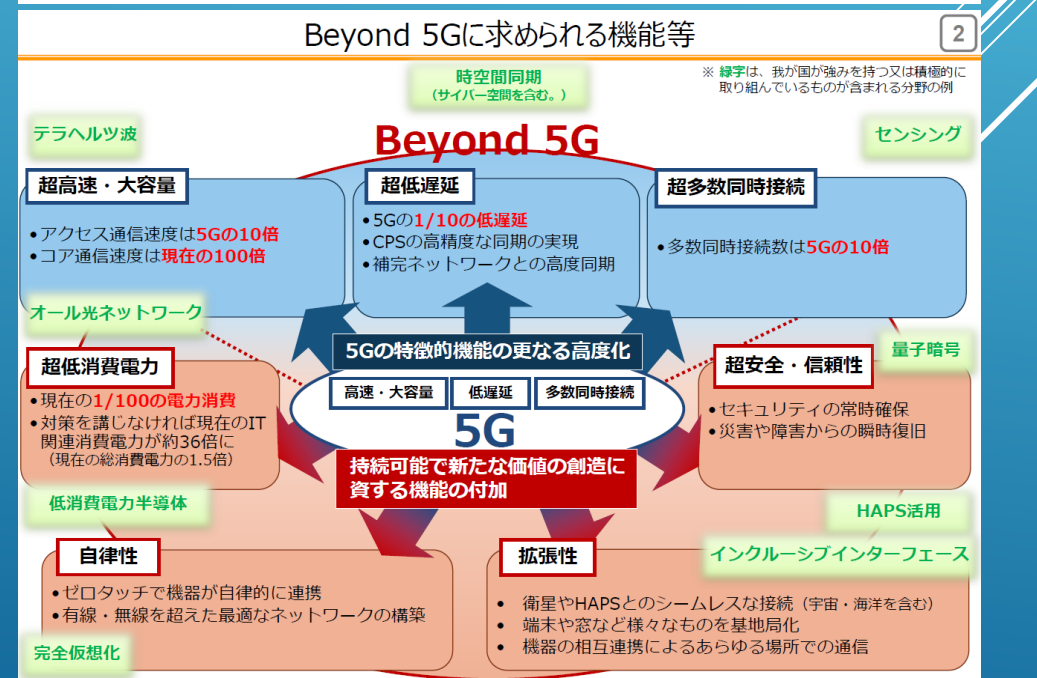 Beyond 5Gに求められる機能等
2
時空間同期
（サイバー空間を含む。）
※ 緑字は、我が国が強みを持つ又は積極的に
取り組んでいるものが含まれる分野の例
テラヘルツ波
Beyond 5G
センシング
超高速・大容量
•アクセス通信速度は5Gの10倍
•コア通信速度は現在の100倍
超低遅延
•5Gの1/10の低遅延
•CPSの高精度な同期の実現
•補完ネットワークとの高度同期
超多数同時接続
•多数同時接続数は5Gの10倍
オール光ネットワーク
5Gの特徴的機能の更なる高度化
量子暗号
超低消費電力
•現在の1/100の電力消費
•対策を講じなければ現在のIT
関連消費電力が約36倍に
（現在の総消費電力の1.5倍）
高速・大容量
低遅延
多数同時接続
5G
持続可能で新たな価値の創造に
資する機能の付加
超安全・信頼性
•セキュリティの常時確保
•災害や障害からの瞬時復旧
低消費電力半導体
HAPS活用
自律性
•ゼロタッチで機器が自律的に連携
•有線・無線を超えた最適なネットワークの構築
完全仮想化
拡張性
インクルーシブインターフェース
• 衛星やHAPSとのシームレスな接続（宇宙・海洋を含む）
• 端末や窓など様々なものを基地局化
• 機器の相互連携によるあらゆる場所での通信